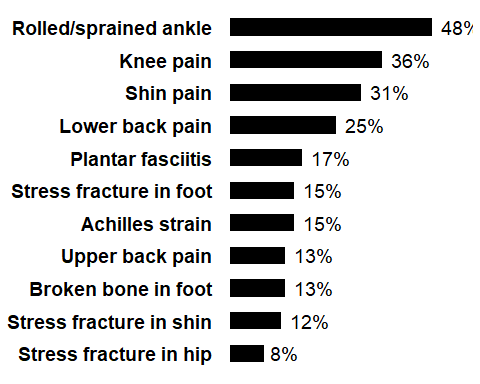 Rolled/sprained ankle 48%
Knee pain 36%
Shin pain 31%
Lower back pain 25%
Plantar fasciitis 17%
Stress fracture in foot 15%
Achilles strain 15%
Upper back pain 13%
Broken bone in foot 13%
Stress fracture in shin 12%
Stress fracture in hip 8%